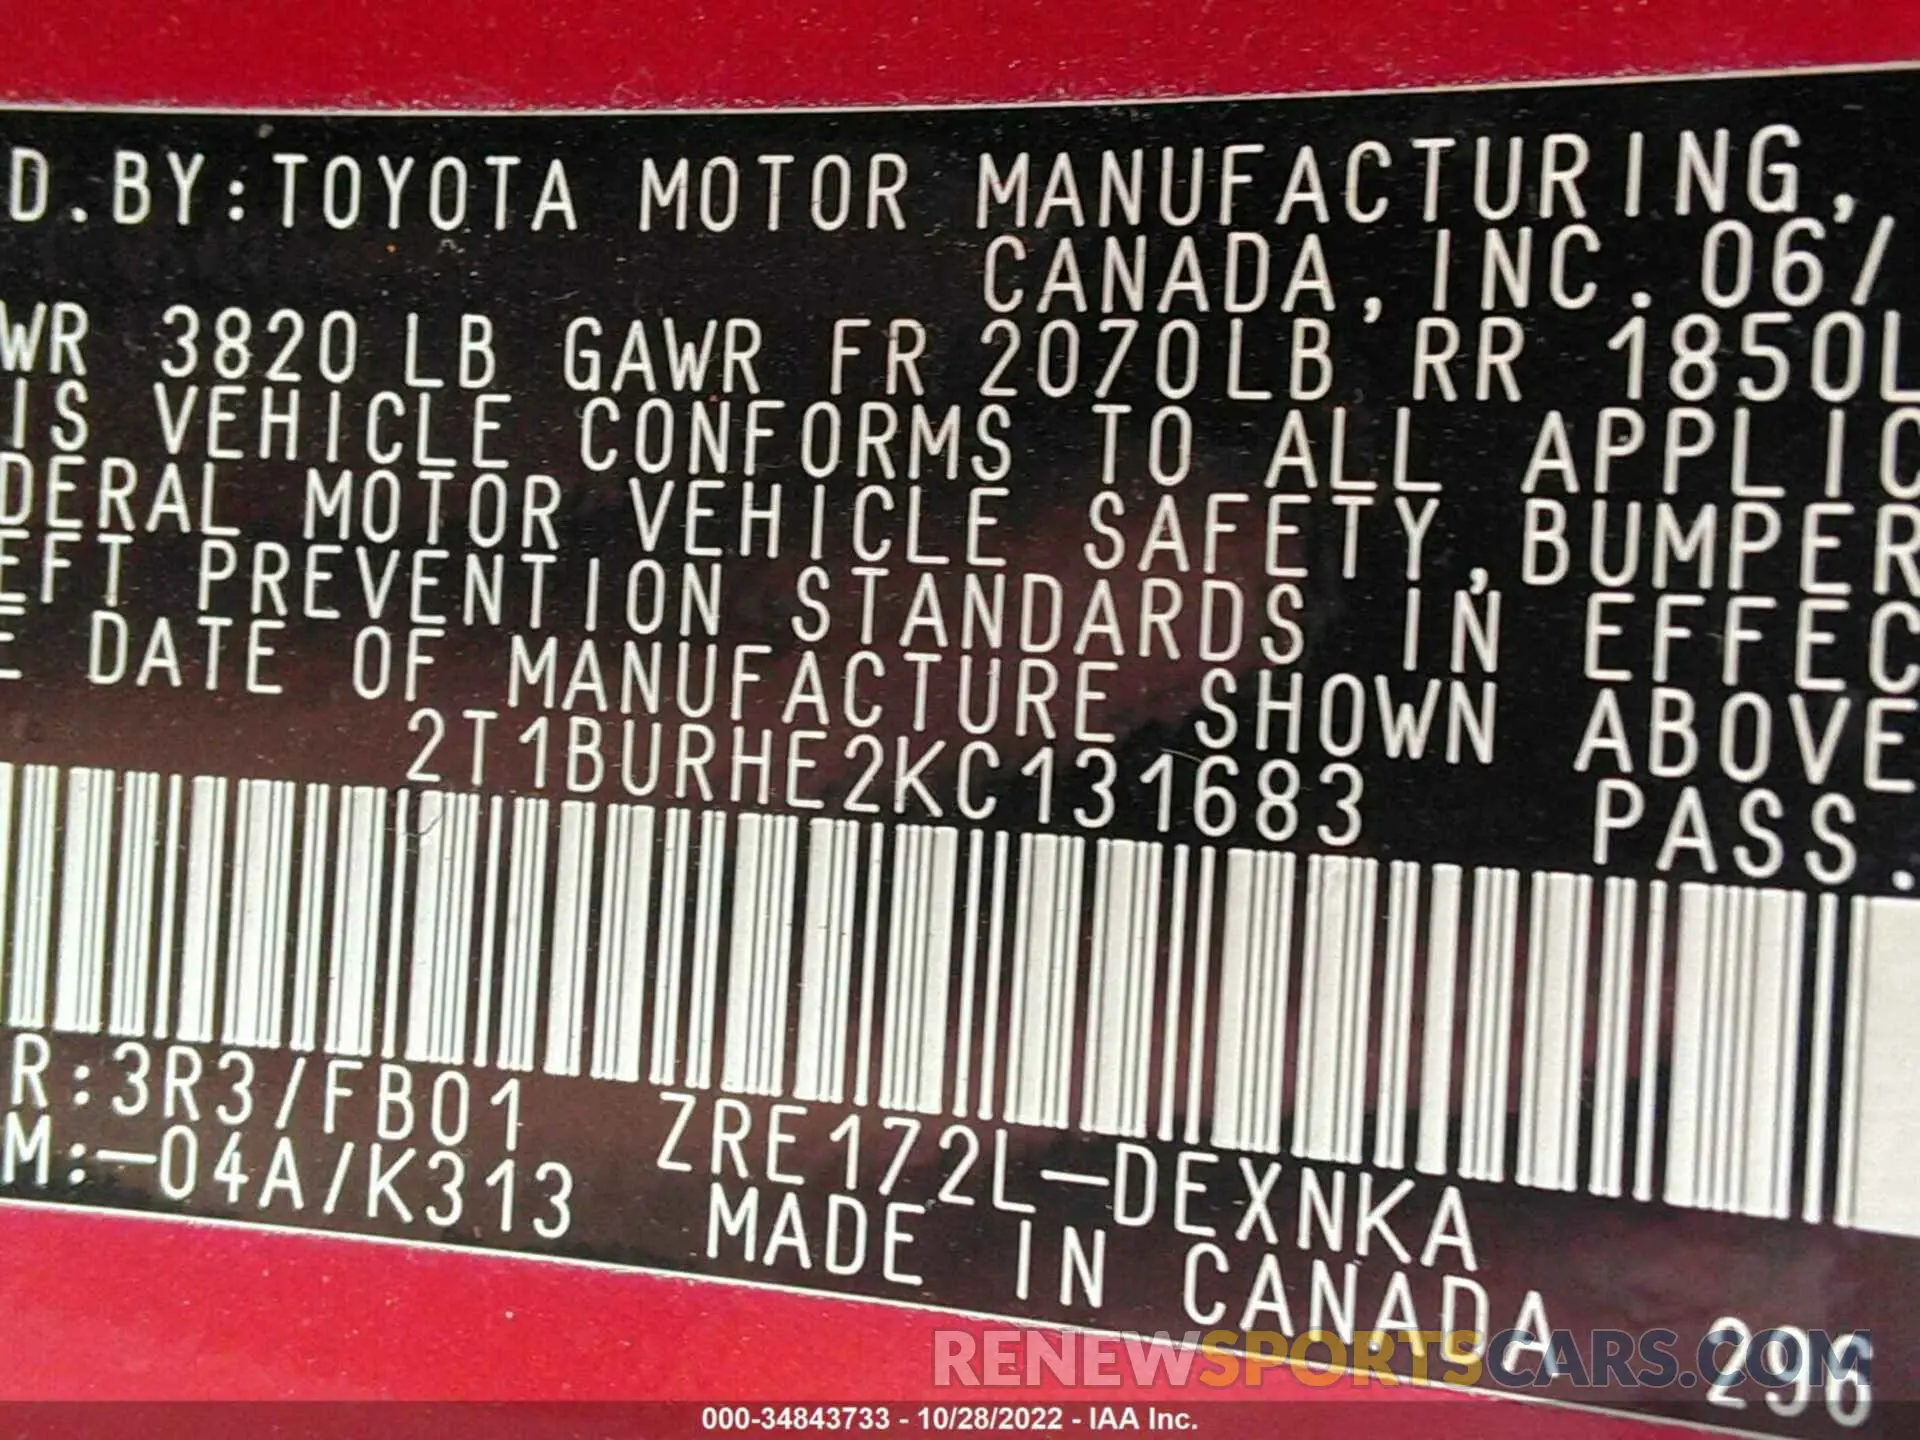 D.BY:TOYOTA MOTOR MANUFACTURING,
CANADA,INC. 06/
WR 3820LB GAWR FR 2070LB RR 1850L
IS VEHICLE CONFORMS TO ALL APPLIC
DERAL MOTOR VEHICLE SAFETY,BUMPER
EFT PREVENTION STANDARDS IN EFFEC
E DATE OF MANUFACTURE SHOWN ABOVE
2T1BURHE2KC131683 PASS.
R:3R3/FB01 ZRE172L-DEXNKA
M:-04A/K313 MADE IN CANADA 296
RENEWSPORTSCARS.COM
000-34843733 - 10/28/2022 - IAA Inc.